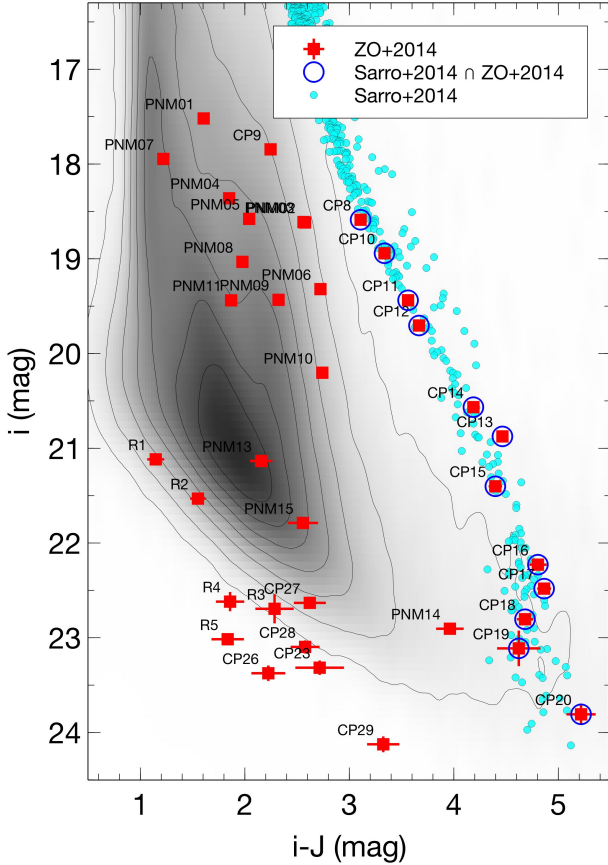 ZO+2014
Sarro+2014 ∩ ZO+2014
Sarro+2014
17
18
19
20
21
22
23
24
i (mag)
PNM01
CP9
PNM07
PNM04
PNM05
CP8
CP10
PNM08
PNM06
PNM11
PNM09
CP11
CP12
PNM10
CP14
CP13
R1
PNM13
CP15
R2
PNM15
CP16
CP17
R4
R3
CP27
CP18
PNM14
R5
CP28
CP19
CP26
CP23
CP20
CP29
1
2
3
4
5
i-J (mag)